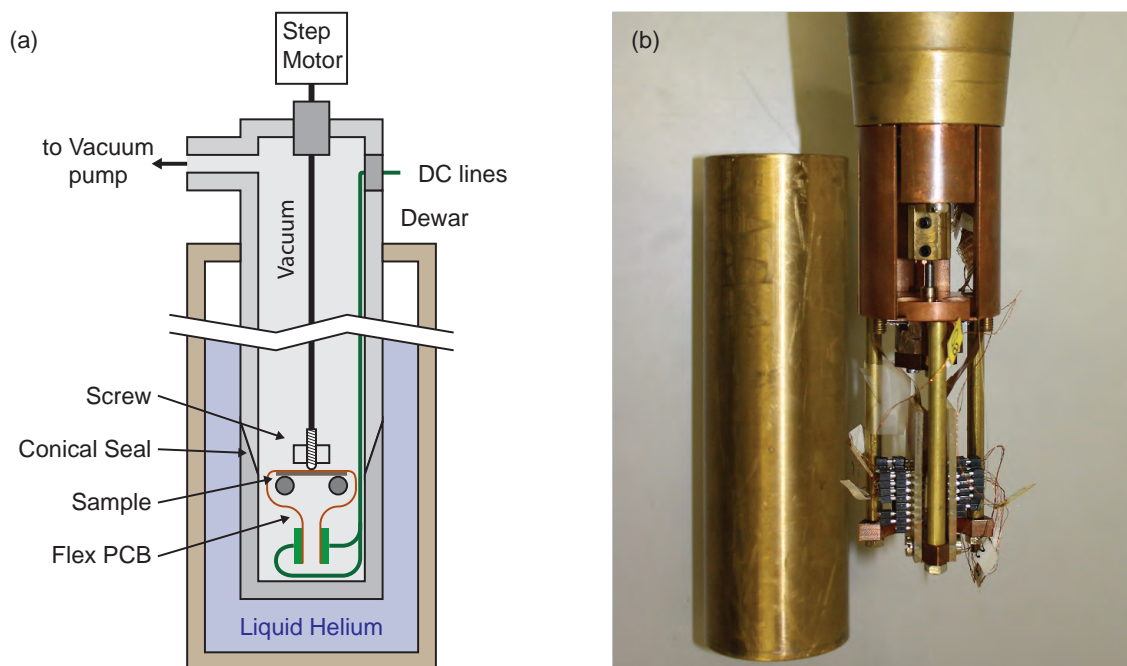 (a)
Step
Motor
to Vacuum
pump
DC lines
Dewar
Vacuum
Screw
Conical Seal
Sample
Flex PCB
Liquid Helium
(b)